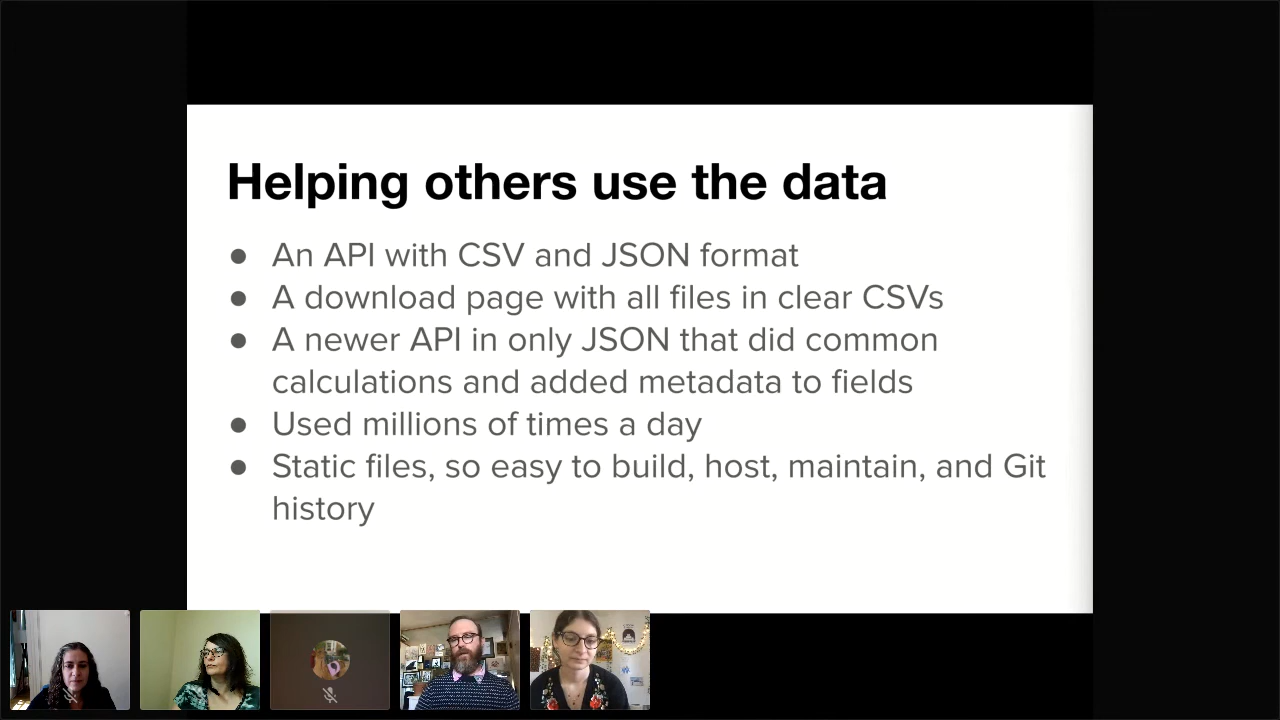 Helping others use the data
● An API with CSV and JSON format
● A download page with all files in clear CSVs
● A newer API in only JSON that did common
calculations and added metadata to fields
● Used millions of times a day
● Static files, so easy to build, host, maintain, and Git
history